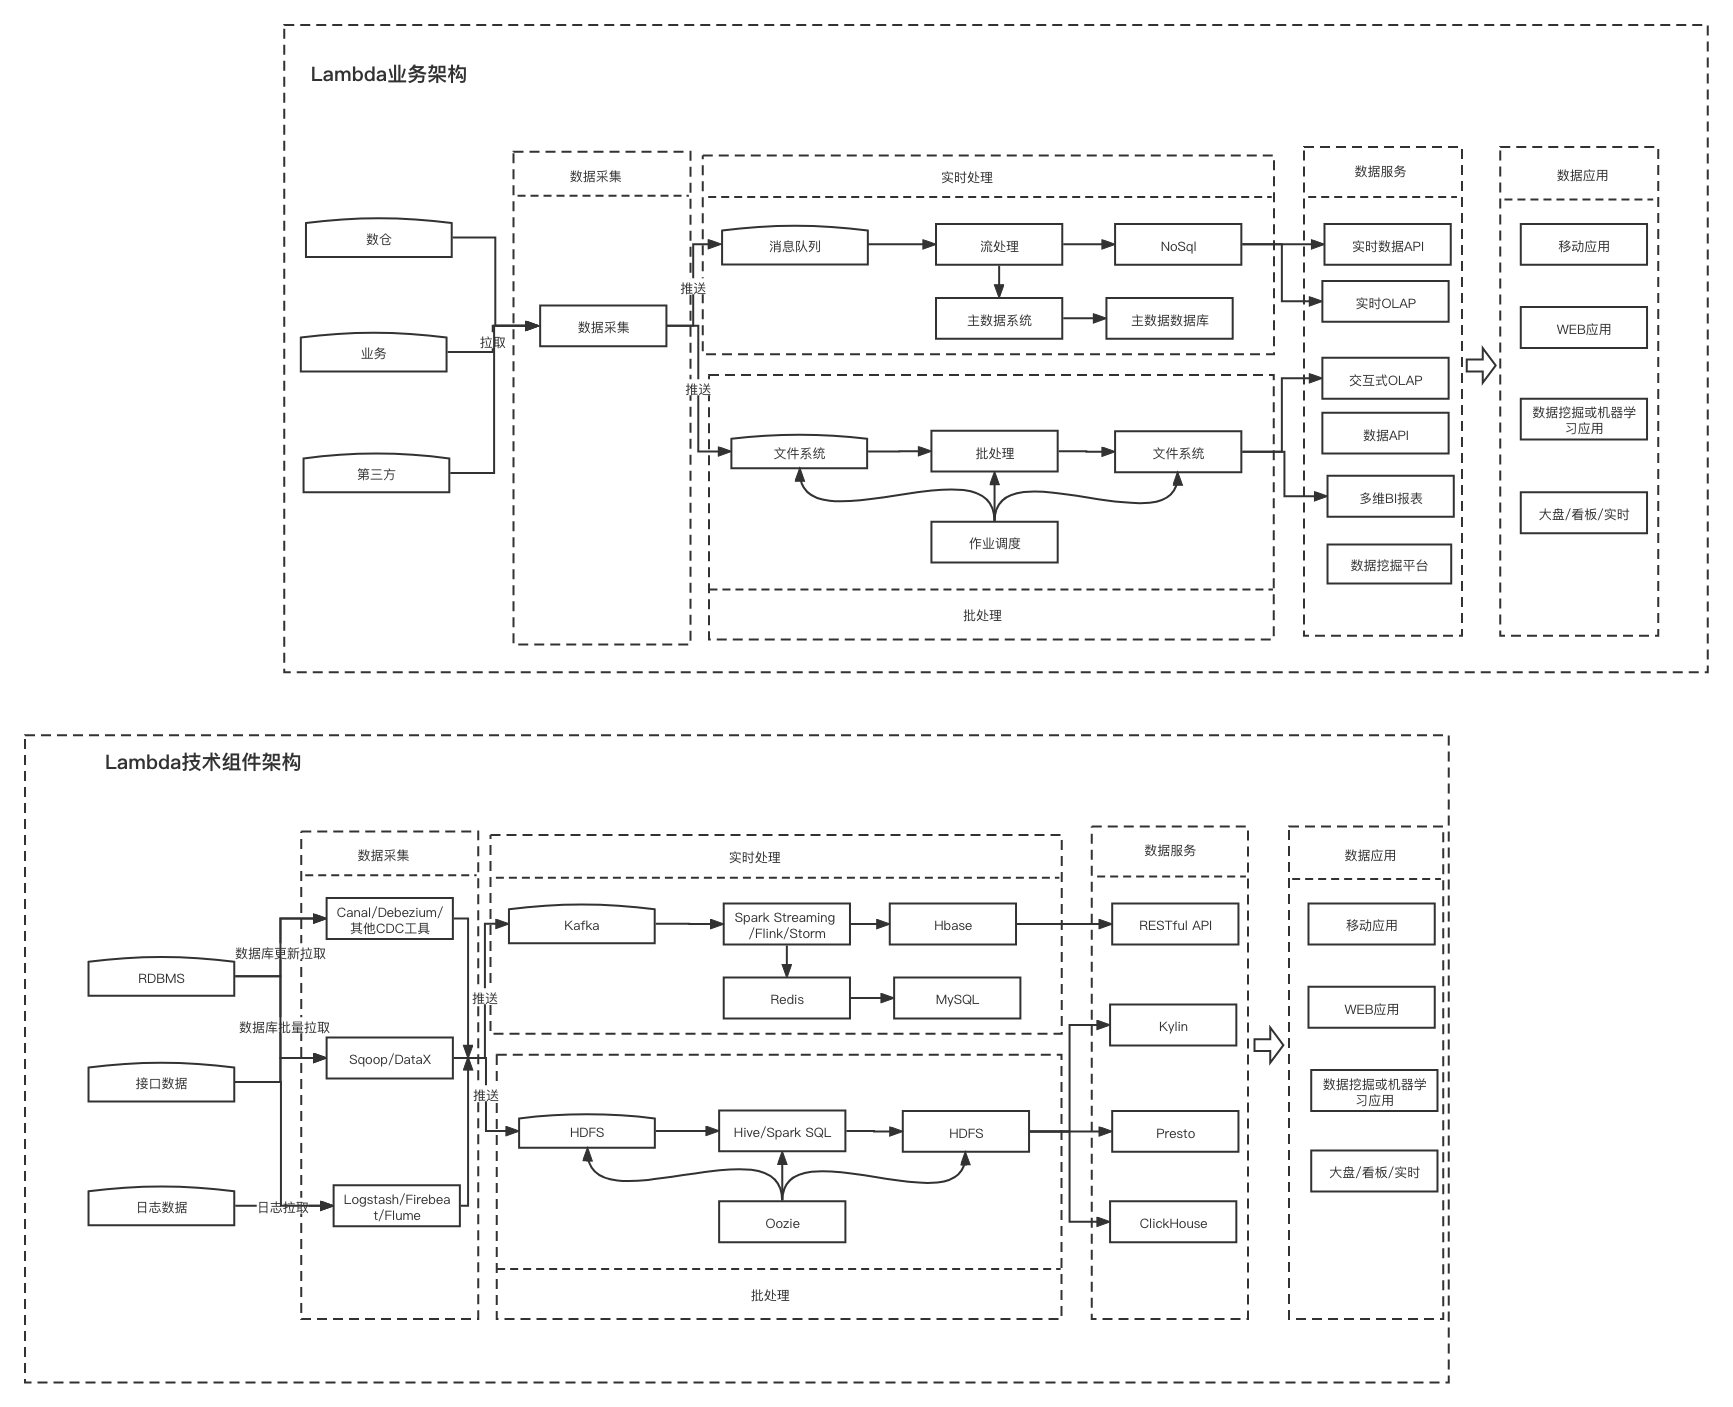 Lambda业务架构
数仓
业务
第三方
拉取
数据采集
数据采集
推送
推送
实时处理
消息队列
流处理
NoSql
主数据系统
主数据数据库
文件系统
批处理
文件系统
作业调度
批处理
数据服务
实时数据API
实时OLAP
交互式OLAP
数据API
多维BI报表
数据挖掘平台
数据应用
移动应用
WEB应用
数据挖掘或机器学
习应用
大盘/看板/实时
Lambda技术组件架构
RDBMS
接口数据
日志数据
数据库更新拉取
数据库批量拉取
日志拉取
数据采集
Canal/Debezium/
其他CDC工具
Sqoop/DataX
Logstash/Firebea
t/Flume
推送
推送
实时处理
Kafka
Spark Streaming
/Flink/Storm
Hbase
Redis
MySQL
HDFS
Hive/Spark SQL
HDFS
Oozie
批处理
数据服务
RESTful API
Kylin
Presto
ClickHouse
数据应用
移动应用
WEB应用
数据挖掘或机器学
习应用
大盘/看板/实时